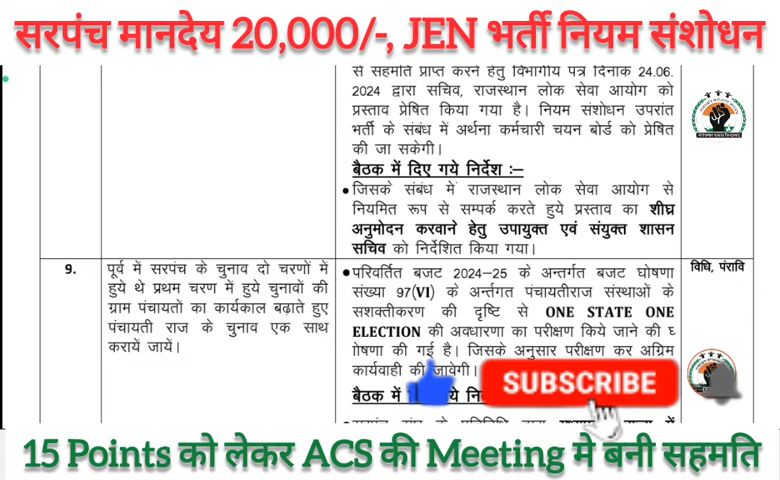 सरपंच मानदेय 20,000/-, JEN भर्ती नियम संशोधन
से सहमति प्राप्त करने हेतु विभागीय पत्र दिनाक 24.06.
2024 द्वारा सचिव, राजस्थान लोक सेवा आयोग को
प्रस्ताव प्रेषित किया गया है। नियम संशोधन उपरांत
भर्ती के संबंध में अर्थना कर्मचारी चयन बोर्ड को प्रेषित
की जा सकेगी।
बैठक में दिए गये निर्देश :–
• जिसके संबंध में राजस्थान लोक सेवा आयोग से
नियमित रूप से सम्पर्क करते हुये प्रस्ताव का शीघ्र
अनुमोदन करवाने हेतु उपायुक्त एवं संयुक्त शासन
सचिव को निर्देशित किया गया।
9.
पूर्व में सरपंच के चुनाव दो चरणों में
हुये थे प्रथम चरण में हुये चुनावों की
ग्राम पंचायतों का कार्यकाल बढ़ाते हुए
पंचायती राज के चुनाव एक साथ
करायें जायें।
• परिवर्तित बजट 2024–25 के अन्तर्गत बजट घोषणा
संख्या 97(VI) के अर्न्तगत पंचायतीराज संस्थाओं के
सशक्तीकरण की दृष्टि से ONE STATE ONE
ELECTION की अवधारणा का परीक्षण किये जाने की घ
ोषणा की गई है। जिसके अनुसार परीक्षण कर अग्रिम
कार्यवाही की जावेगी।
बैठक में
विधि, पंरावि
SUBSCRIBE
15 Points को लेकर ACS की Meeting मे बनी सहमति